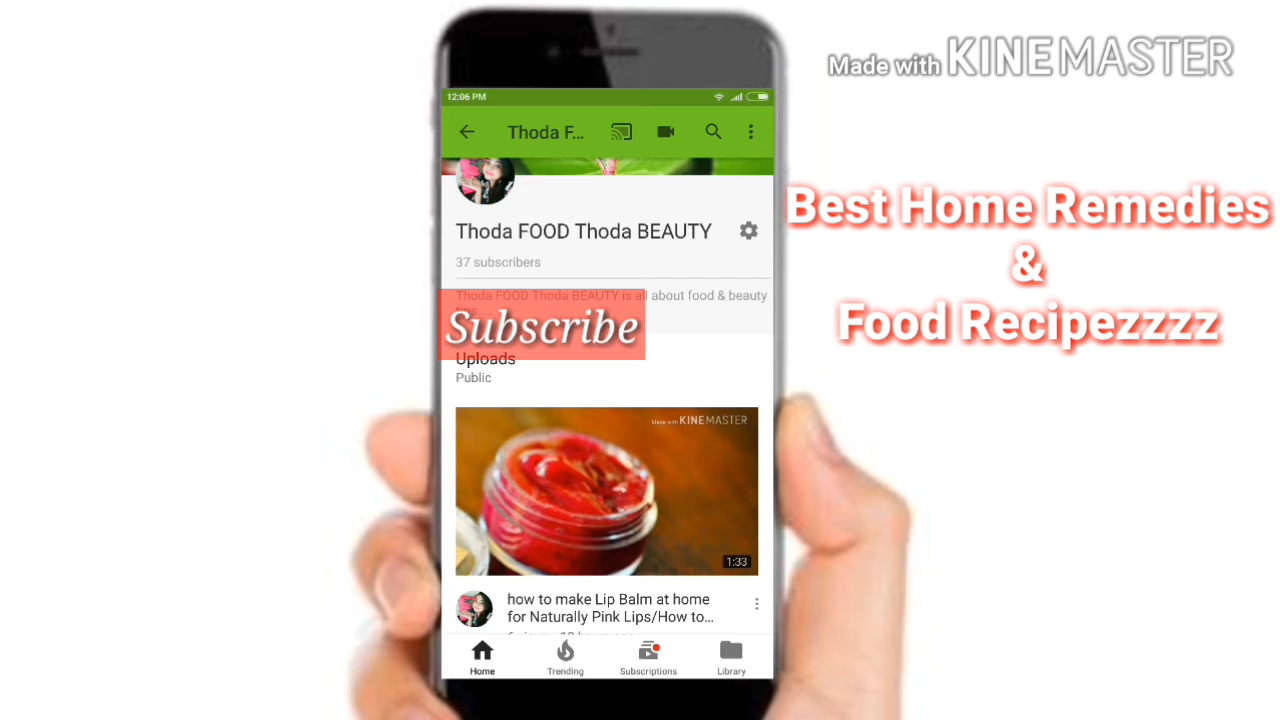 Made with KINEMASTER
12:06 PM
Thoda F...
Thoda FOOD Thoda BEAUTY
37 subscribers
Thoda FOOD Thoda BEAUTY is all about food & beauty
Subscribe
Uploads
Public
Made with KINEMASTER
1:33
how to make Lip Balm at home
for Naturally Pink Lips/How to...
Home
Trending
Subscriptions
Library
Best Home Remedies
&
Food Recipezzzz